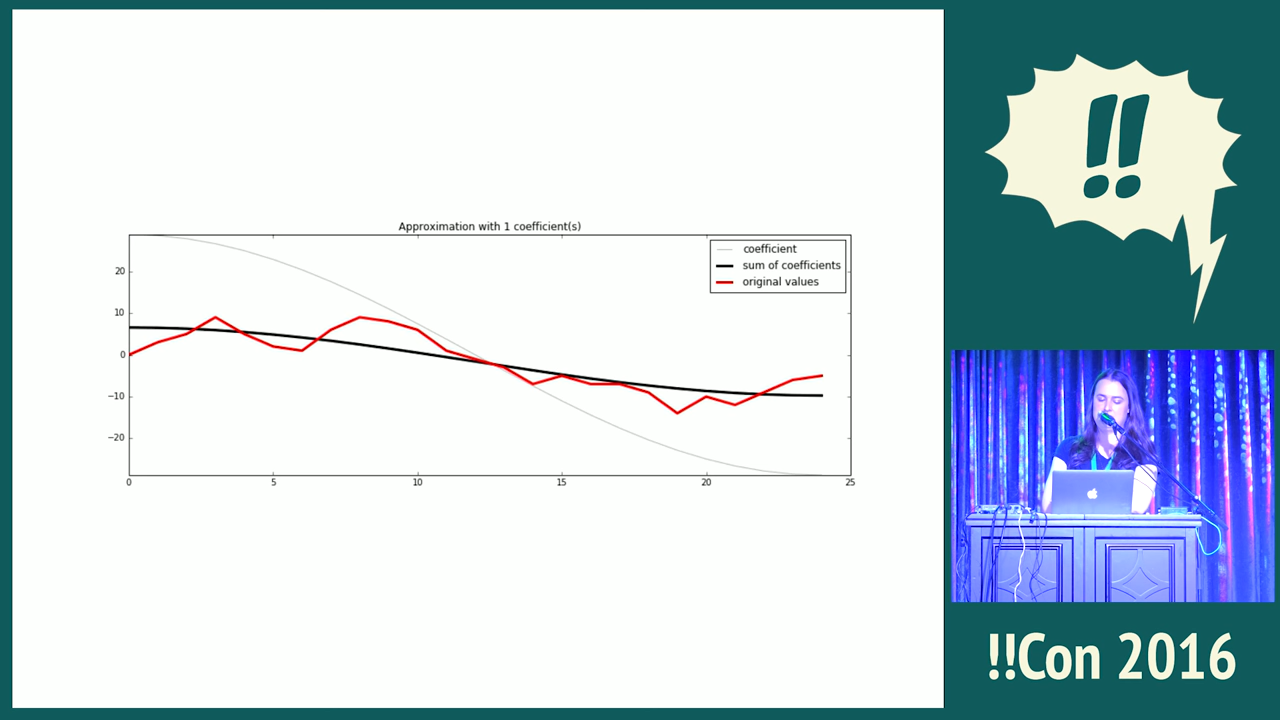 Approximation with 1 coefficient(s)
coefficient
sum of coefficients
original values
20
10
0
−10
−20
0 5 10 15 20 25
!!
!!Con 2016